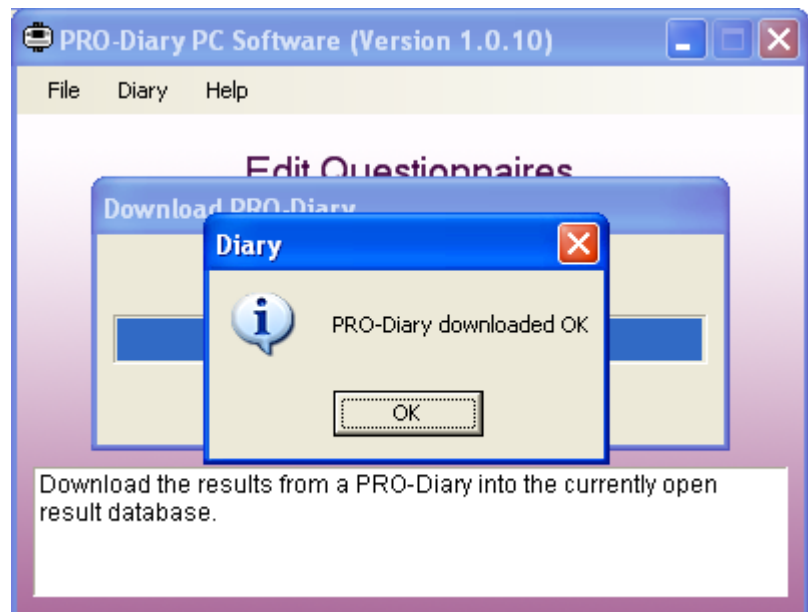 PRO-Diary PC Software (Version 1.0.10)
File Diary Help
Edit Questionnaires
Download PRO-Diary
Diary
PRO-Diary downloaded OK
OK
Download the results from a PRO-Diary into the currently open
result database.